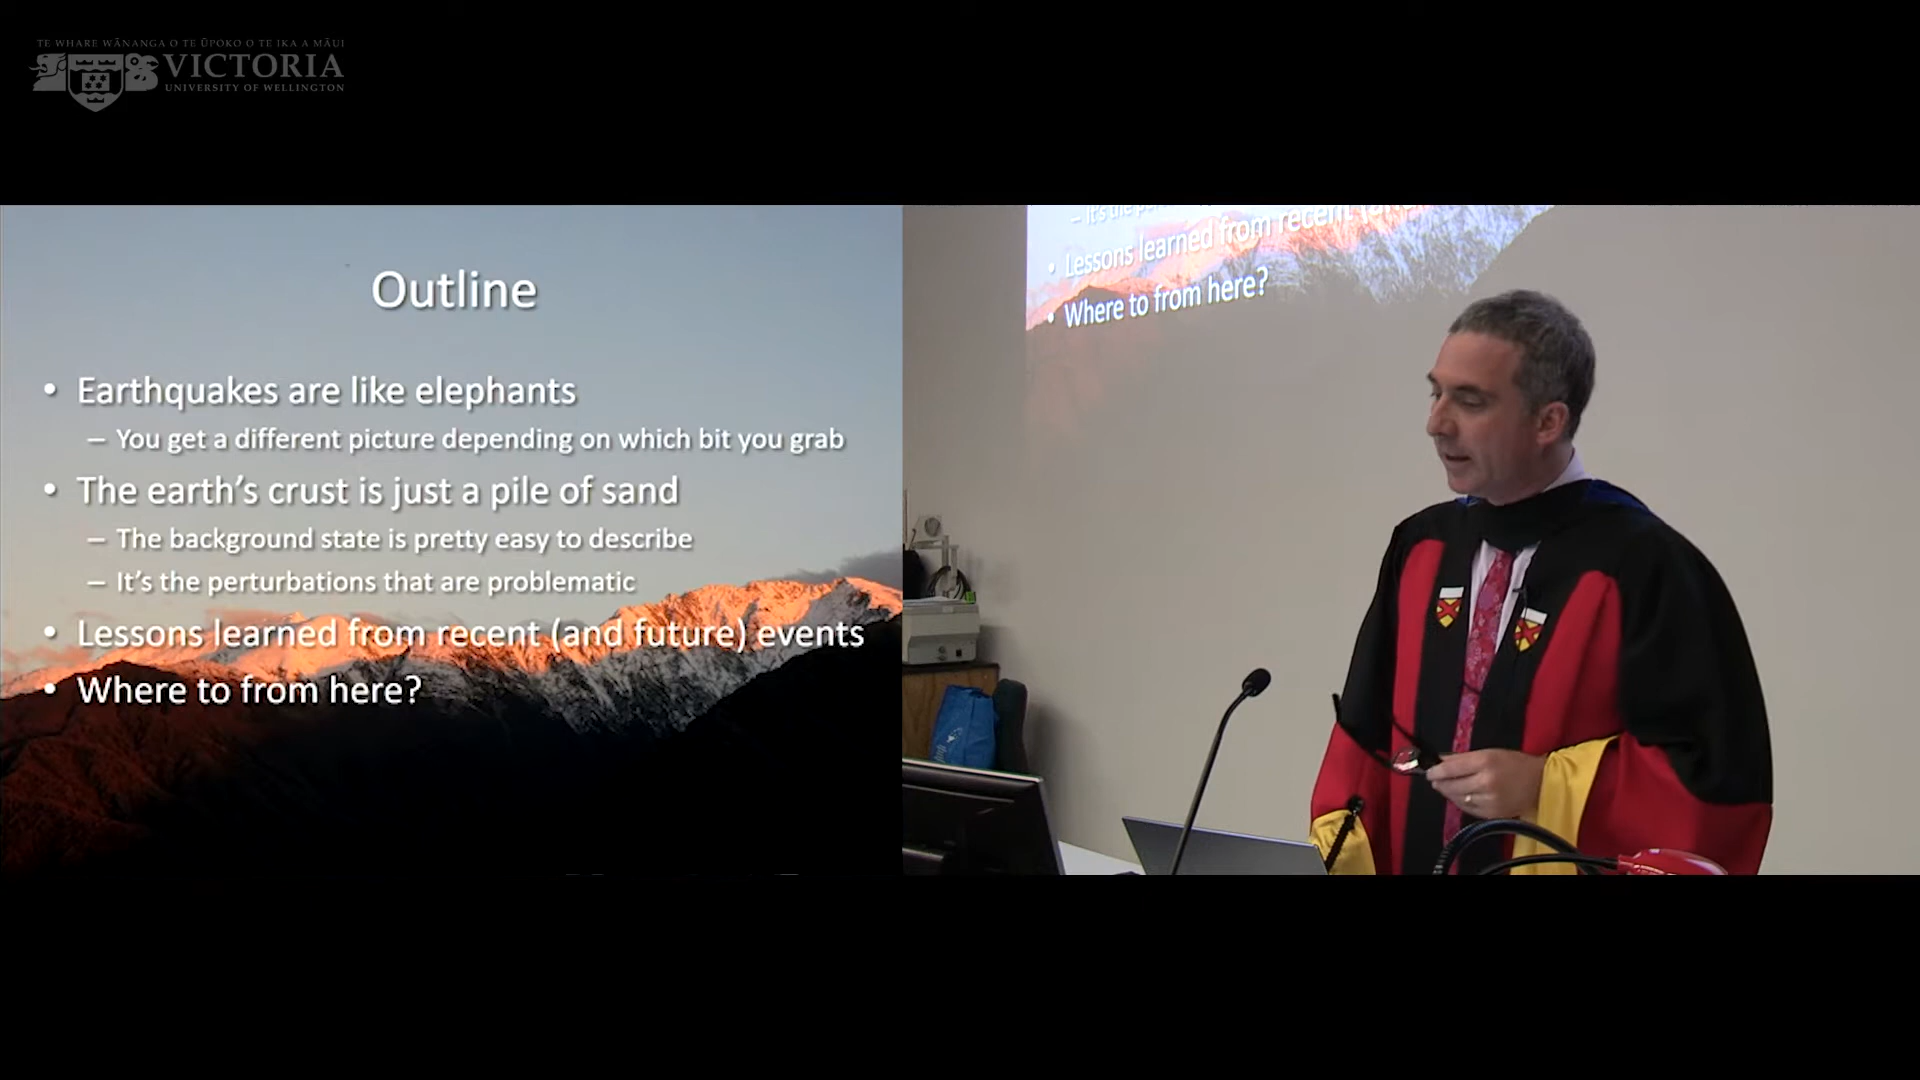 TE WHARE WĀNANGA O TE ŪPOKO O TE IKA A MĀUI
VICTORIA
UNIVERSITY OF WELLINGTON
Outline
• Earthquakes are like elephants
– You get a different picture depending on which bit you grab
• The earth’s crust is just a pile of sand
– The background state is pretty easy to describe
– It’s the perturbations that are problematic
• Lessons learned from recent (and future) events
• Where to from here?
– It's the
• Lessons learned from recent
• Where to from here?